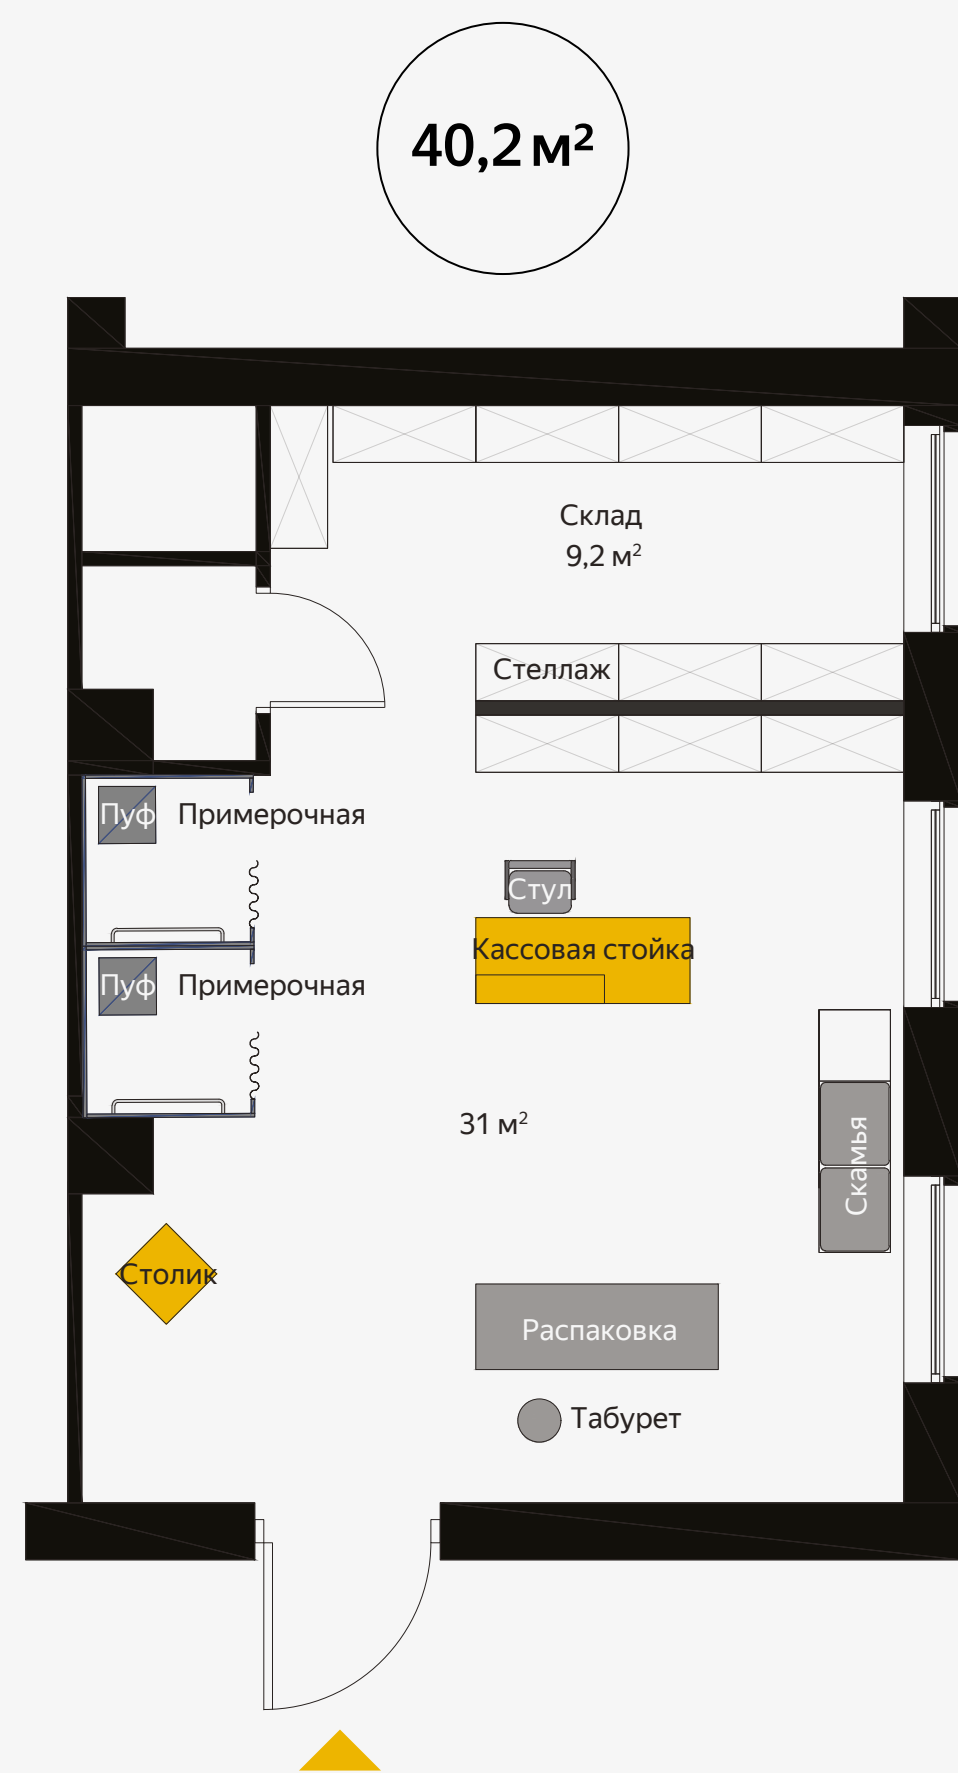 40,2 м²
Склад
9,2 м²
Стеллаж
Пуф
Примерочная
Стул
Кассовая стойка
Пуф
Примерочная
31 м²
Скамья
Столик
Распаковка
Табурет